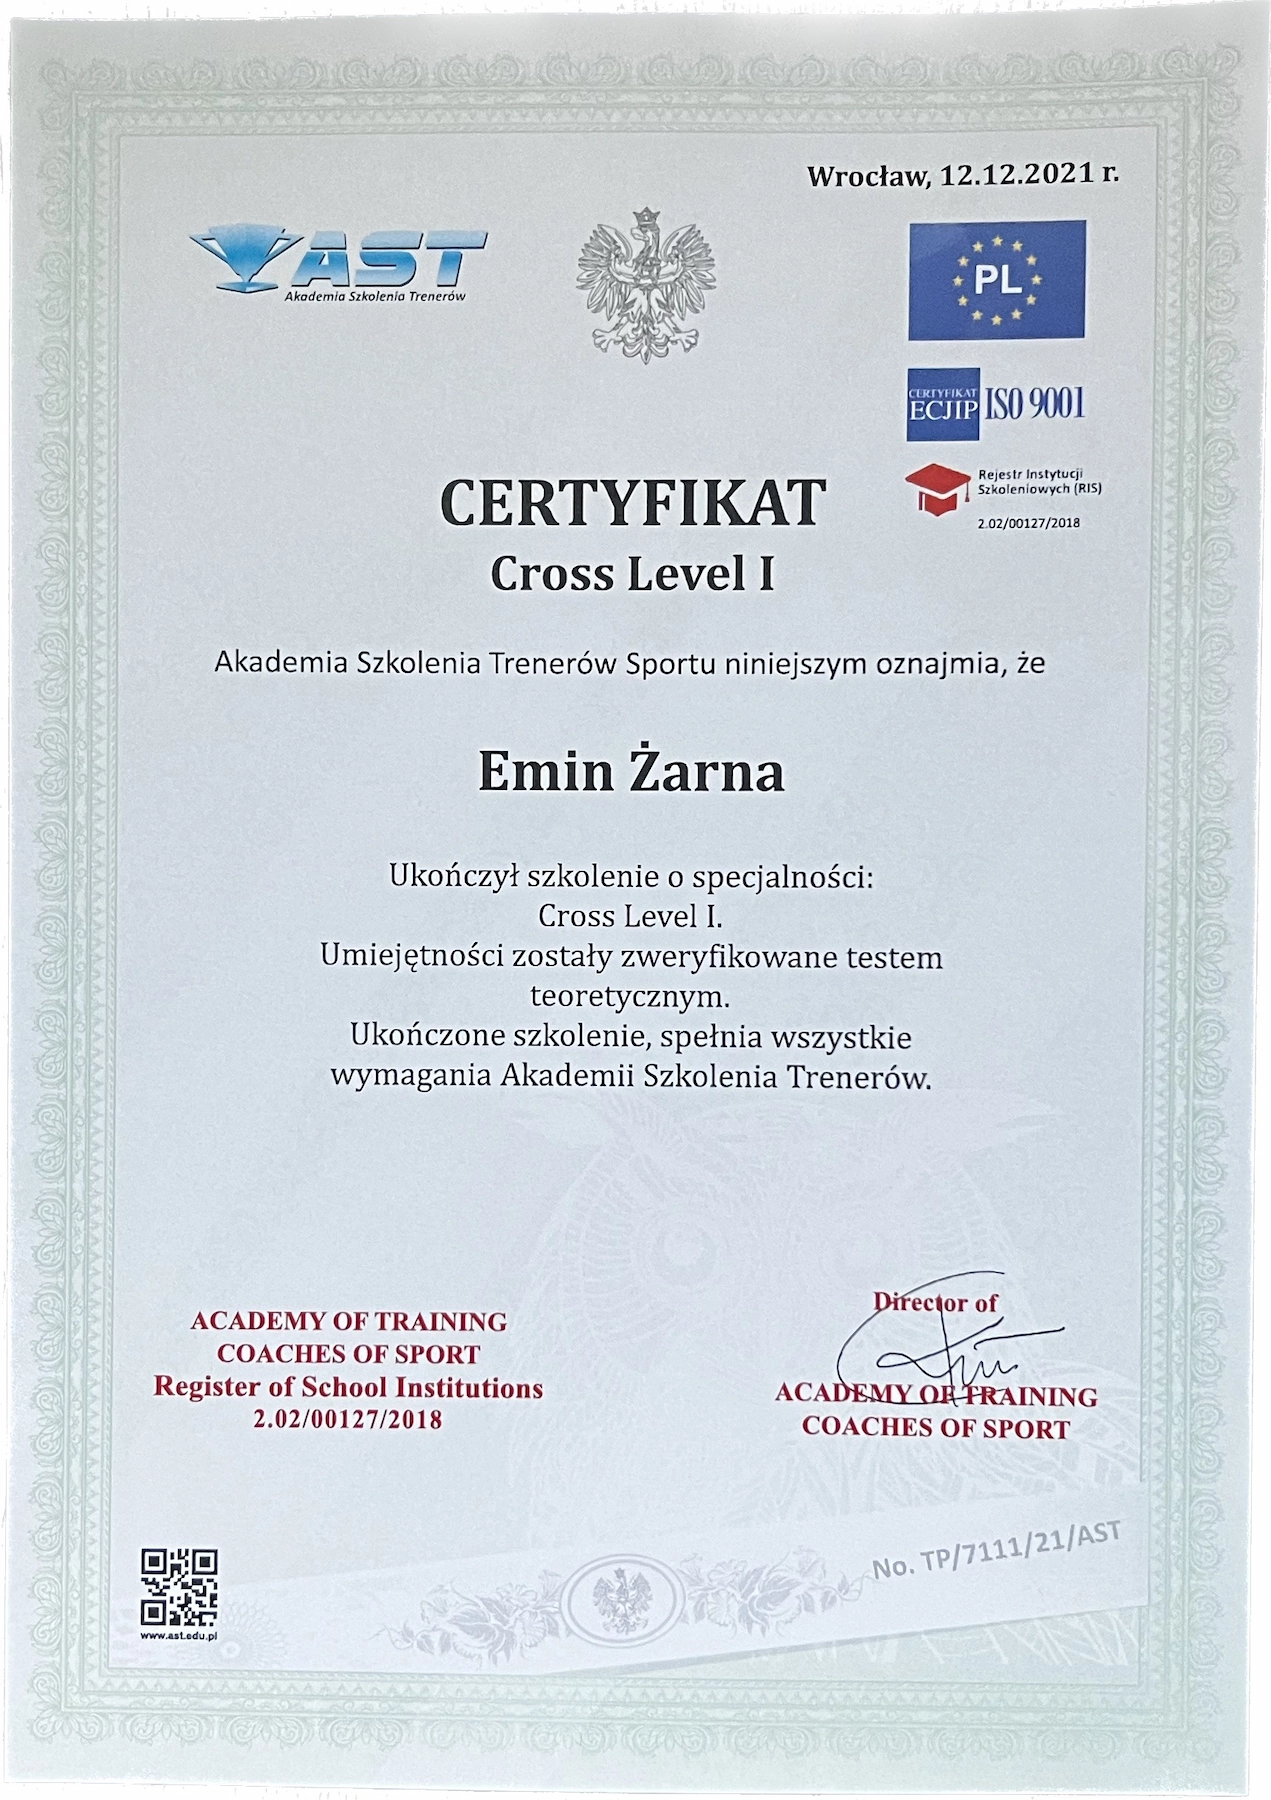 Wrocław, 12.12.2021 r.
AST
Akademia Szkolenia Trenerów
PL
CERTYFIKAT
ECJIP
ISO 9001
Rejestr Instytucji
Szkoleniowych (RIS)
2.02/00127/2018
CERTYFIKAT
Cross Level I
Akademia Szkolenia Trenerów Sportu niniejszym oznajmia, że
Emin Żarna
Ukończył szkolenie o specjalności:
Cross Level I.
Umiejętności zostały zweryfikowane testem
teoretycznym.
Ukończone szkolenie, spełnia wszystkie
wymagania Akademii Szkolenia Trenerów.
ACADEMY OF TRAINING
COACHES OF SPORT
Register of School Institutions
2.02/00127/2018
Director of
ACADEMY OF TRAINING
COACHES OF SPORT
No. TP/7111/21/AST
www.ast.edu.pl